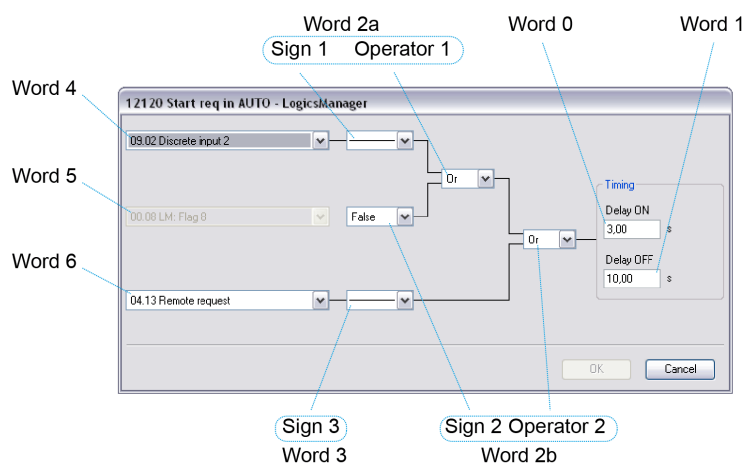 Word 2a
Word 0
Word 1
Sign 1
Operator 1
Word 4
12120 Start req in AUTO - LogicsManager
09.02 Discrete input 2
Or
Word 5
Timing
Delay ON
00.08 LM: Flag 8
False
3,00 s
Or
Delay OFF
Word 6
10,00 s
04.13 Remote request
OK
Cancel
Sign 3
Sign 2 Operator 2
Word 3
Word 2b